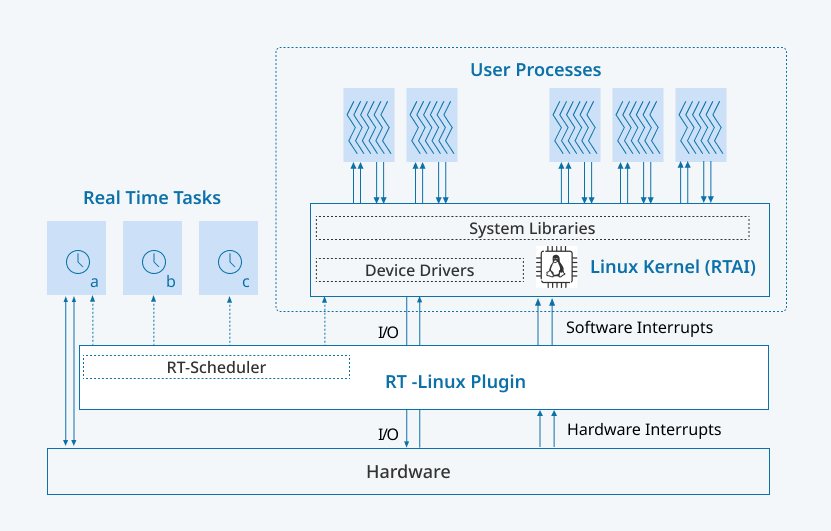 User Processes
Real Time Tasks
System Libraries
a
b
c
Device Drivers
Linux Kernel (RTAI)
I/O
Software Interrupts
RT-Scheduler
RT -Linux Plugin
I/O
Hardware Interrupts
Hardware